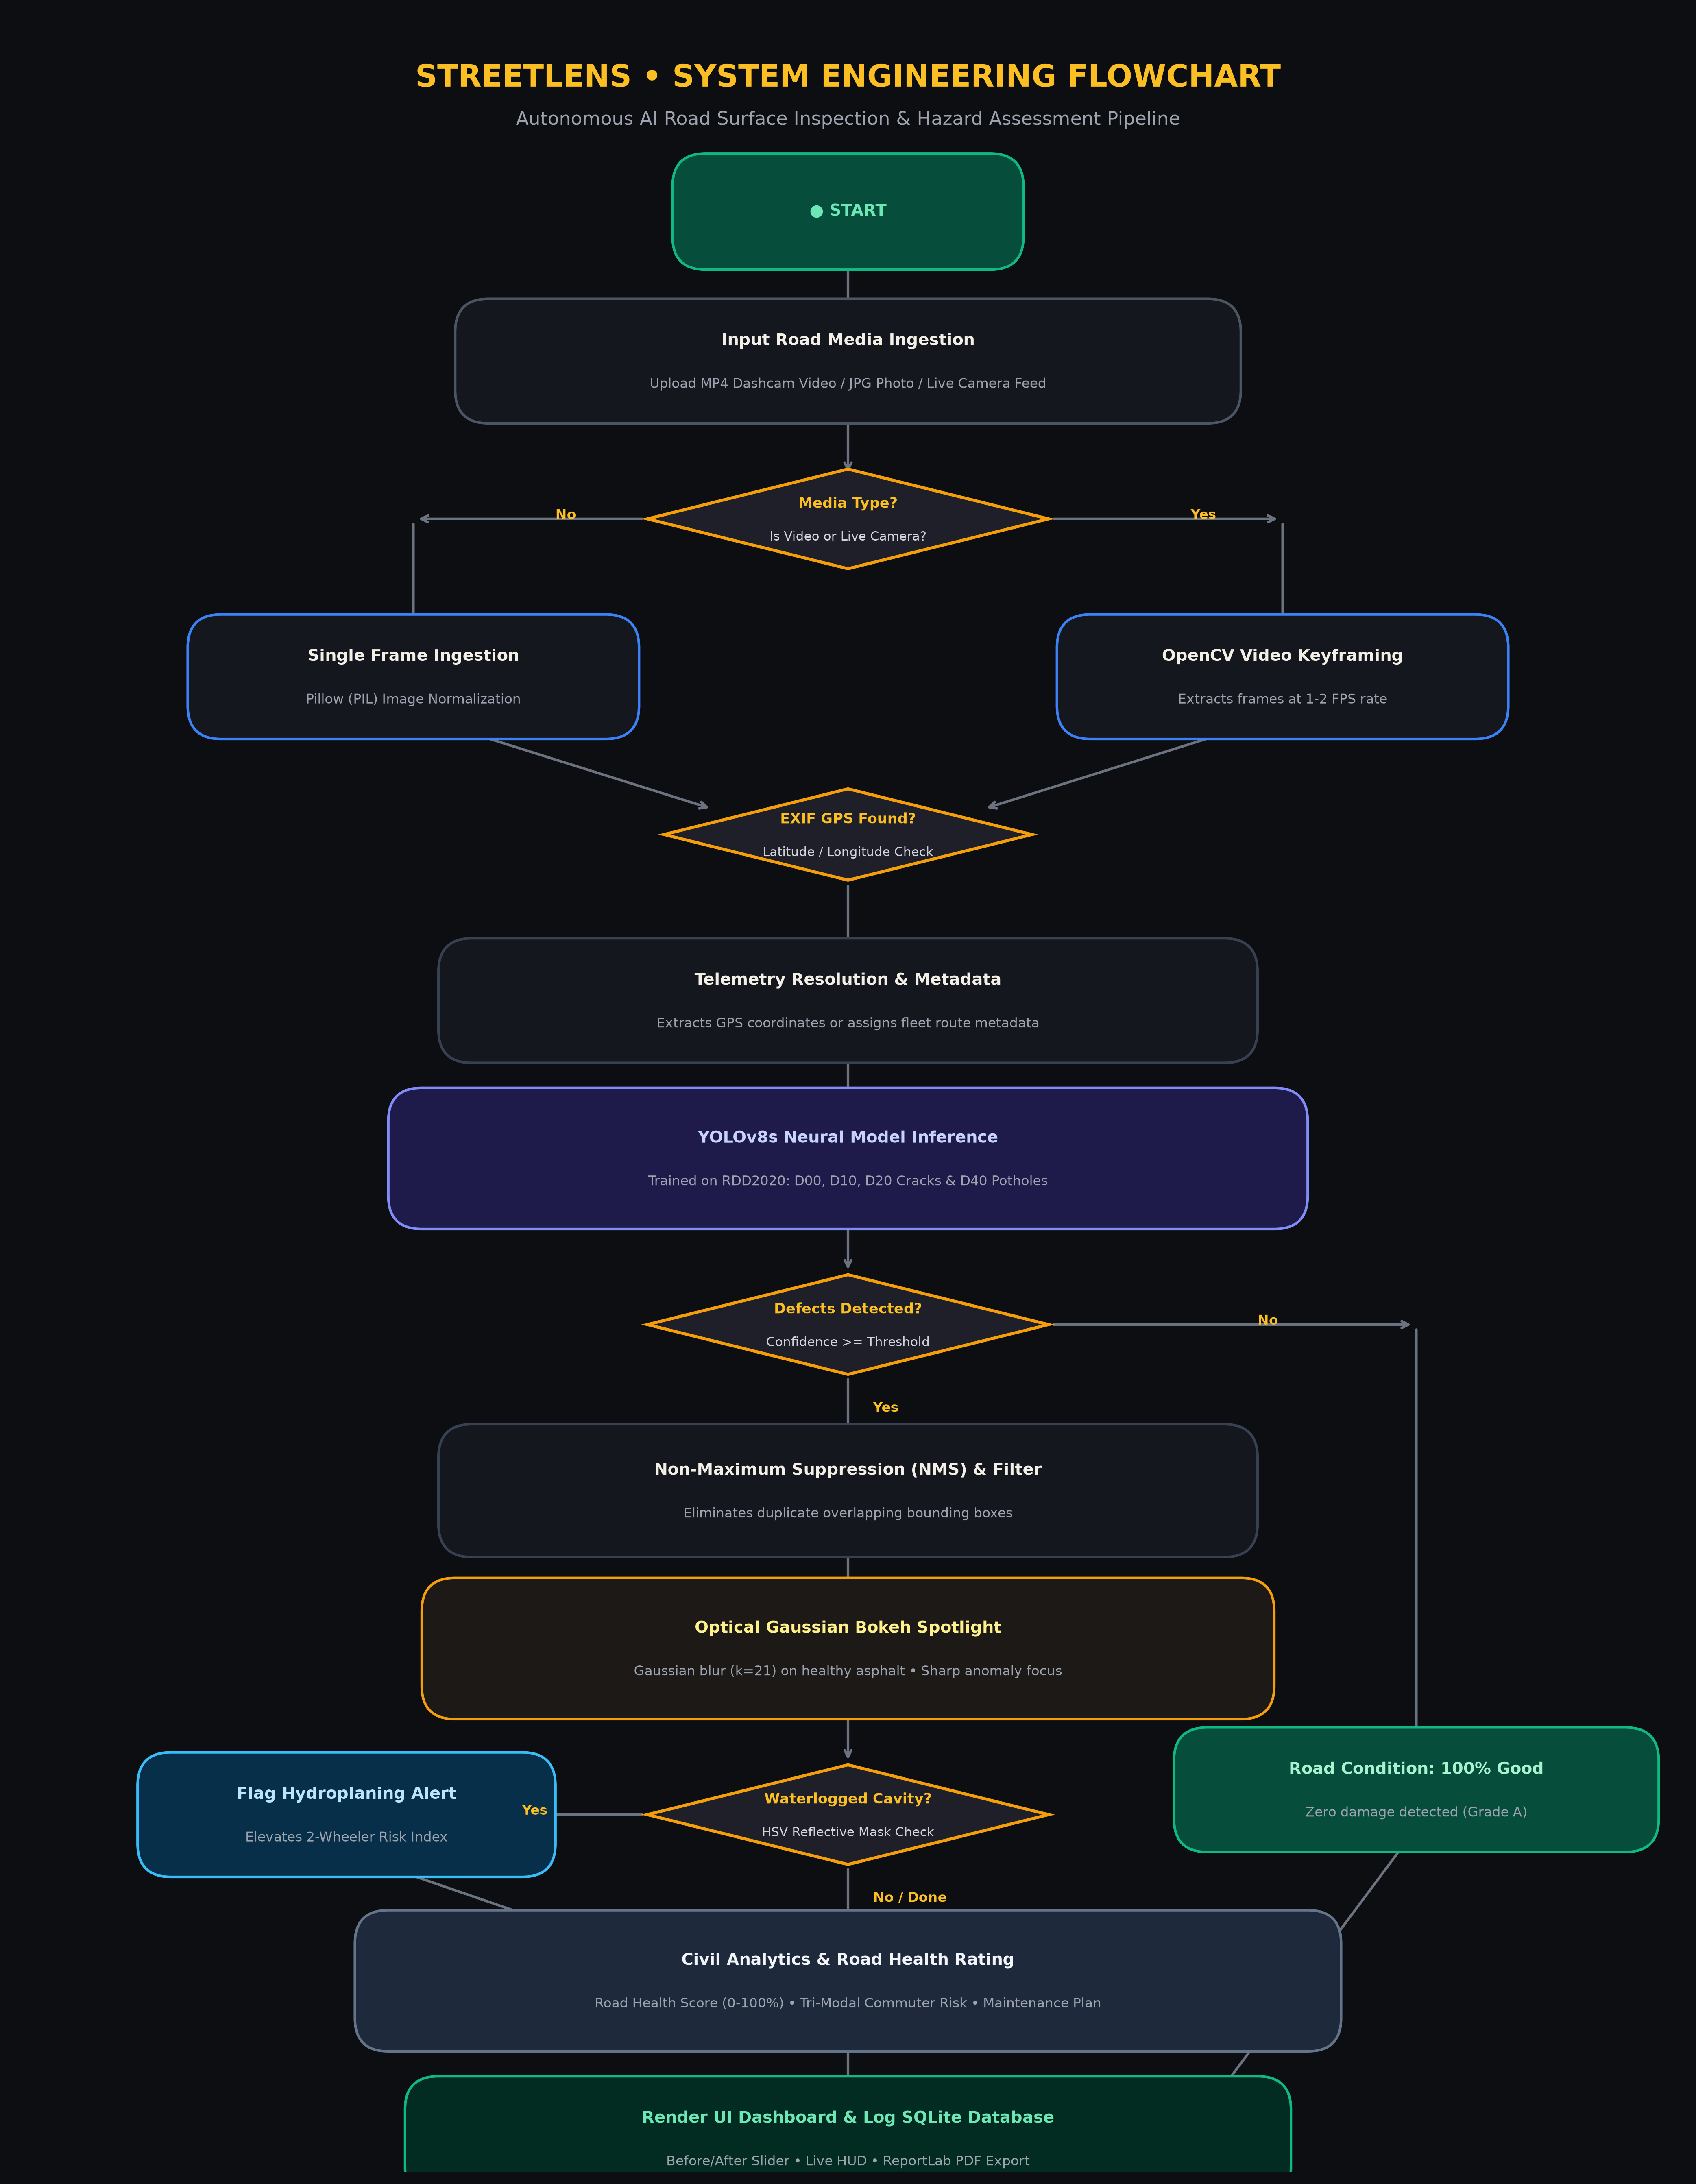 STREETLENS • SYSTEM ENGINEERING FLOWCHART
Autonomous AI Road Surface Inspection & Hazard Assessment Pipeline
● START
Input Road Media Ingestion
Upload MP4 Dashcam Video / JPG Photo / Live Camera Feed
Media Type?
Is Video or Live Camera?
No
Yes
Single Frame Ingestion
Pillow (PIL) Image Normalization
OpenCV Video Keyframing
Extracts frames at 1-2 FPS rate
EXIF GPS Found?
Latitude / Longitude Check
Telemetry Resolution & Metadata
Extracts GPS coordinates or assigns fleet route metadata
YOLOv8s Neural Model Inference
Trained on RDD2020: D00, D10, D20 Cracks & D40 Potholes
Defects Detected?
Confidence >= Threshold
No
Yes
Non-Maximum Suppression (NMS) & Filter
Eliminates duplicate overlapping bounding boxes
Optical Gaussian Bokeh Spotlight
Gaussian blur (k=21) on healthy asphalt • Sharp anomaly focus
Flag Hydroplaning Alert
Elevates 2-Wheeler Risk Index
Yes
Waterlogged Cavity?
HSV Reflective Mask Check
Road Condition: 100% Good
Zero damage detected (Grade A)
No / Done
Civil Analytics & Road Health Rating
Road Health Score (0-100%) • Tri-Modal Commuter Risk • Maintenance Plan
Render UI Dashboard & Log SQLite Database
Before/After Slider • Live HUD • ReportLab PDF Export